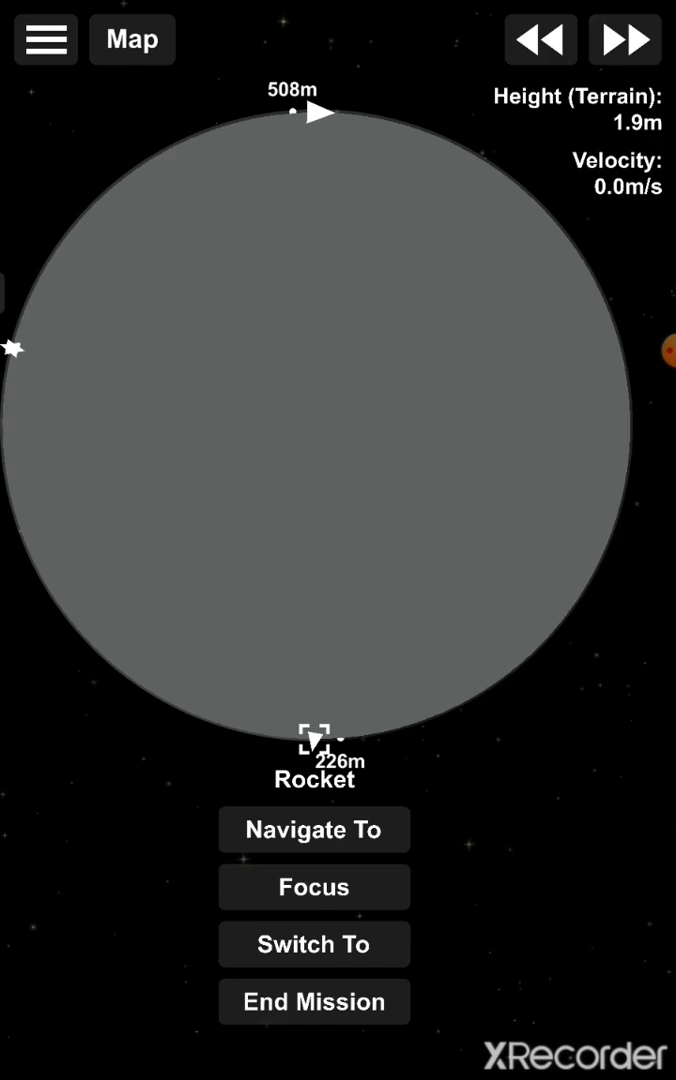 Map
508m
Height (Terrain):
1.9m
Velocity:
0.0m/s
226m
Rocket
Navigate To
Focus
Switch To
End Mission
XRecorder